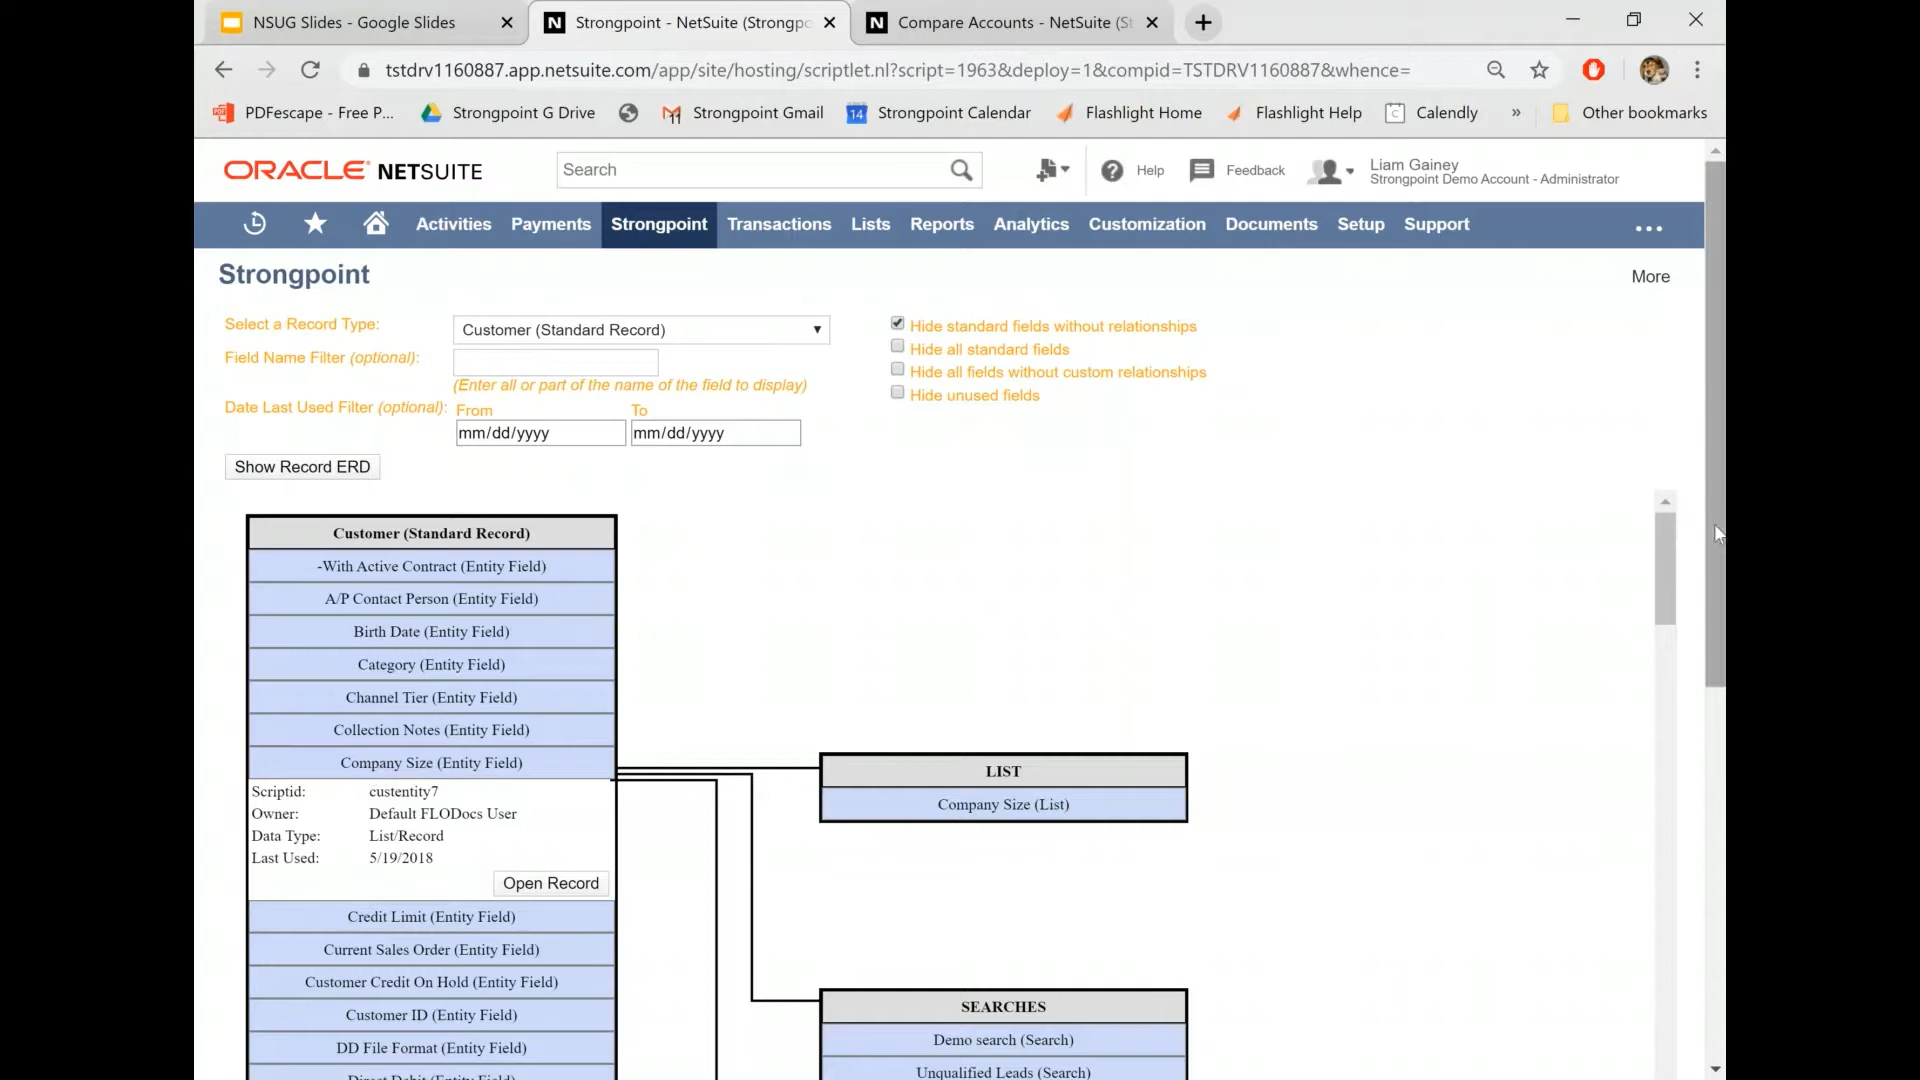 NSUG Slides - Google Slides
Strongpoint - NetSuite (Strongpo
Compare Accounts - NetSuite (St
tstdrv1160887.app.netsuite.com/app/site/hosting/scriptlet.nl?script=1963&deploy=1&compid=TSTDRV1160887&whence=
PDFescape - Free P...
Strongpoint G Drive
Strongpoint Gmail
14
Strongpoint Calendar
Flashlight Home
Flashlight Help
Calendly
»
Other bookmarks
ORACLE NETSUITE
Search
Help
Feedback
Liam Gainey
Strongpoint Demo Account - Administrator
Activities
Payments
Strongpoint
Transactions
Lists
Reports
Analytics
Customization
Documents
Setup
Support
Strongpoint
More
Select a Record Type:
Customer (Standard Record)
Field Name Filter (optional):
(Enter all or part of the name of the field to display)
Date Last Used Filter (optional):
From
To
mm/dd/yyyy
mm/dd/yyyy
Hide standard fields without relationships
Hide all standard fields
Hide all fields without custom relationships
Hide unused fields
Show Record ERD
Customer (Standard Record)
-With Active Contract (Entity Field)
A/P Contact Person (Entity Field)
Birth Date (Entity Field)
Category (Entity Field)
Channel Tier (Entity Field)
Collection Notes (Entity Field)
Company Size (Entity Field)
Scriptid: custentity7
Owner: Default FLODocs User
Data Type: List/Record
Last Used: 5/19/2018
Open Record
Credit Limit (Entity Field)
Current Sales Order (Entity Field)
Customer Credit On Hold (Entity Field)
Customer ID (Entity Field)
DD File Format (Entity Field)
Direct Debit (Entity Field)
LIST
Company Size (List)
SEARCHES
Demo search (Search)
Unqualified Leads (Search)